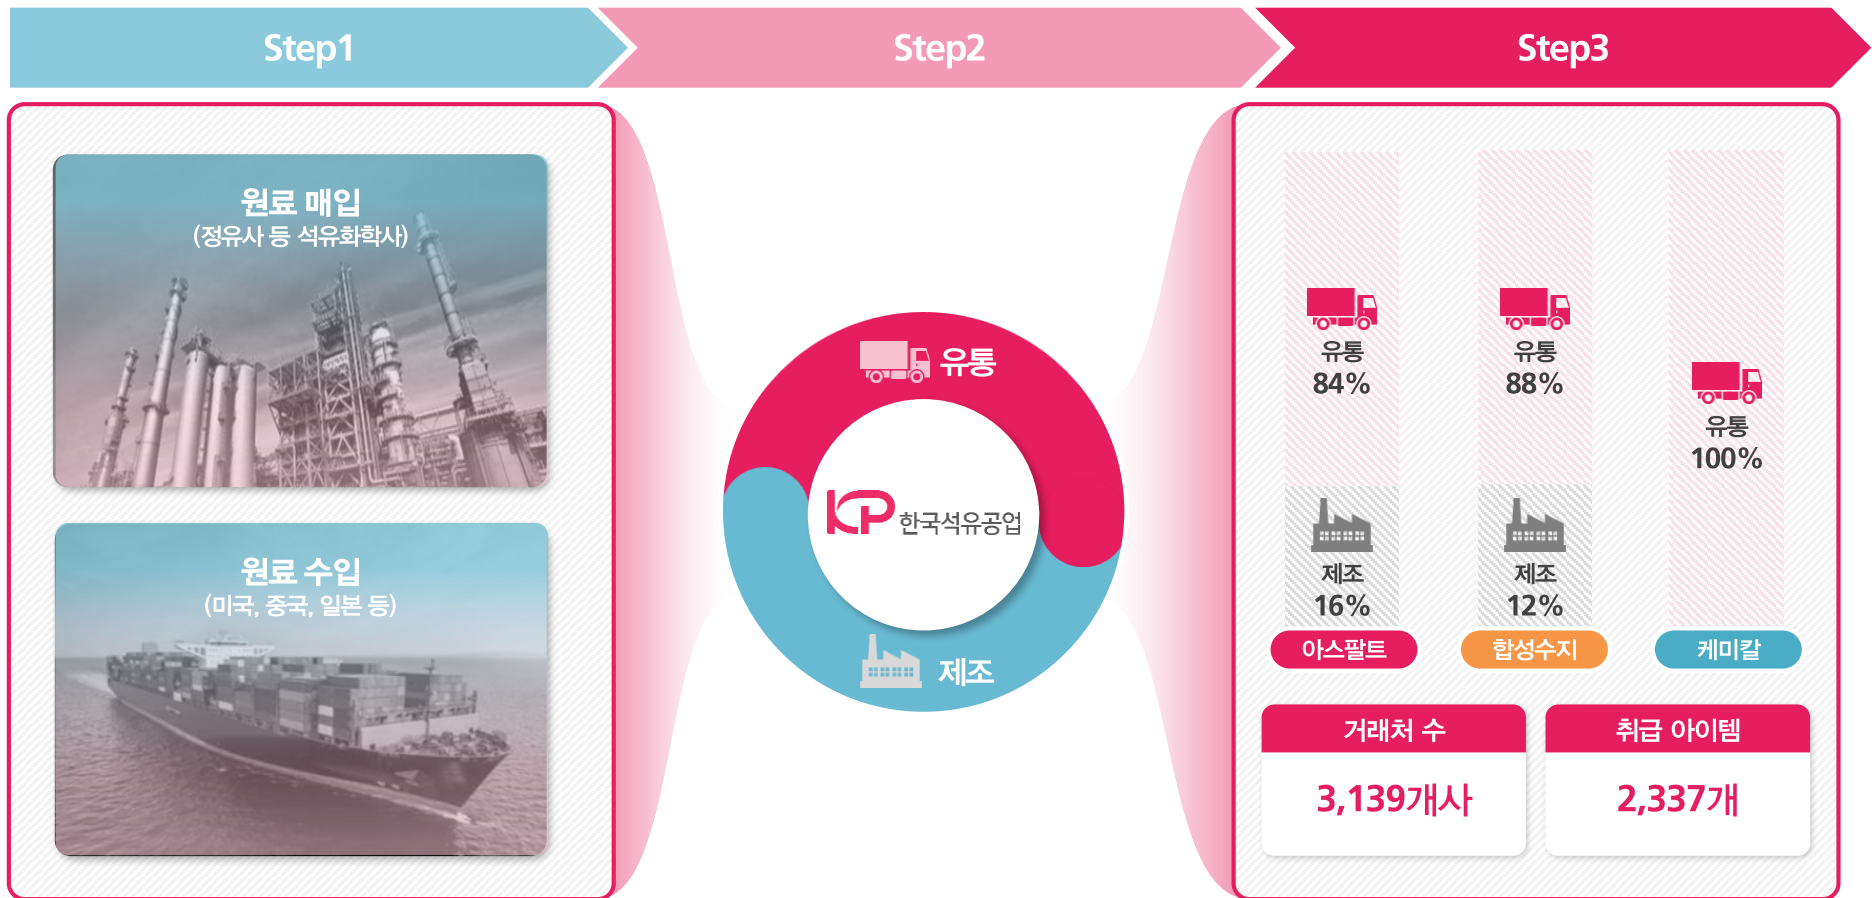 Step1
Step2
Step3
원료 매입
(정유사 등 석유화학사)
원료 수입
(미국, 중국, 일본 등)
유통
KP 한국석유공업
제조
유통
84%
제조
16%
아스팔트
유통
88%
제조
12%
합성수지
유통
100%
케미칼
거래처 수
3,139개사
취급 아이템
2,337개